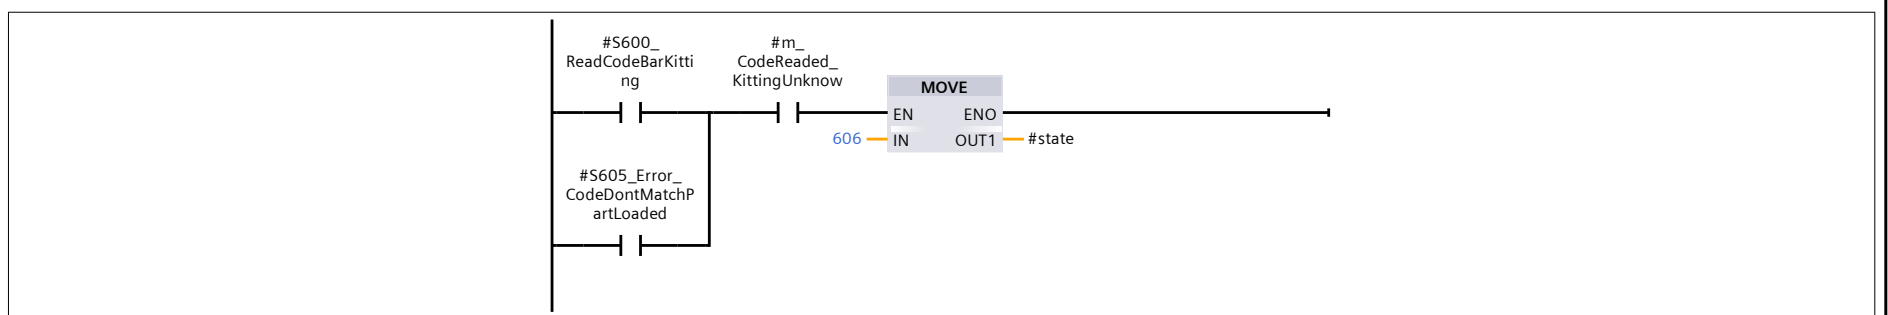 #S600_
ReadCodeBarKitti
ng
#m_
CodeReaded_
KittingUnknow
MOVE
EN ENO
606 IN OUT1 #state
#S605_Error_
CodeDontMatchP
artLoaded